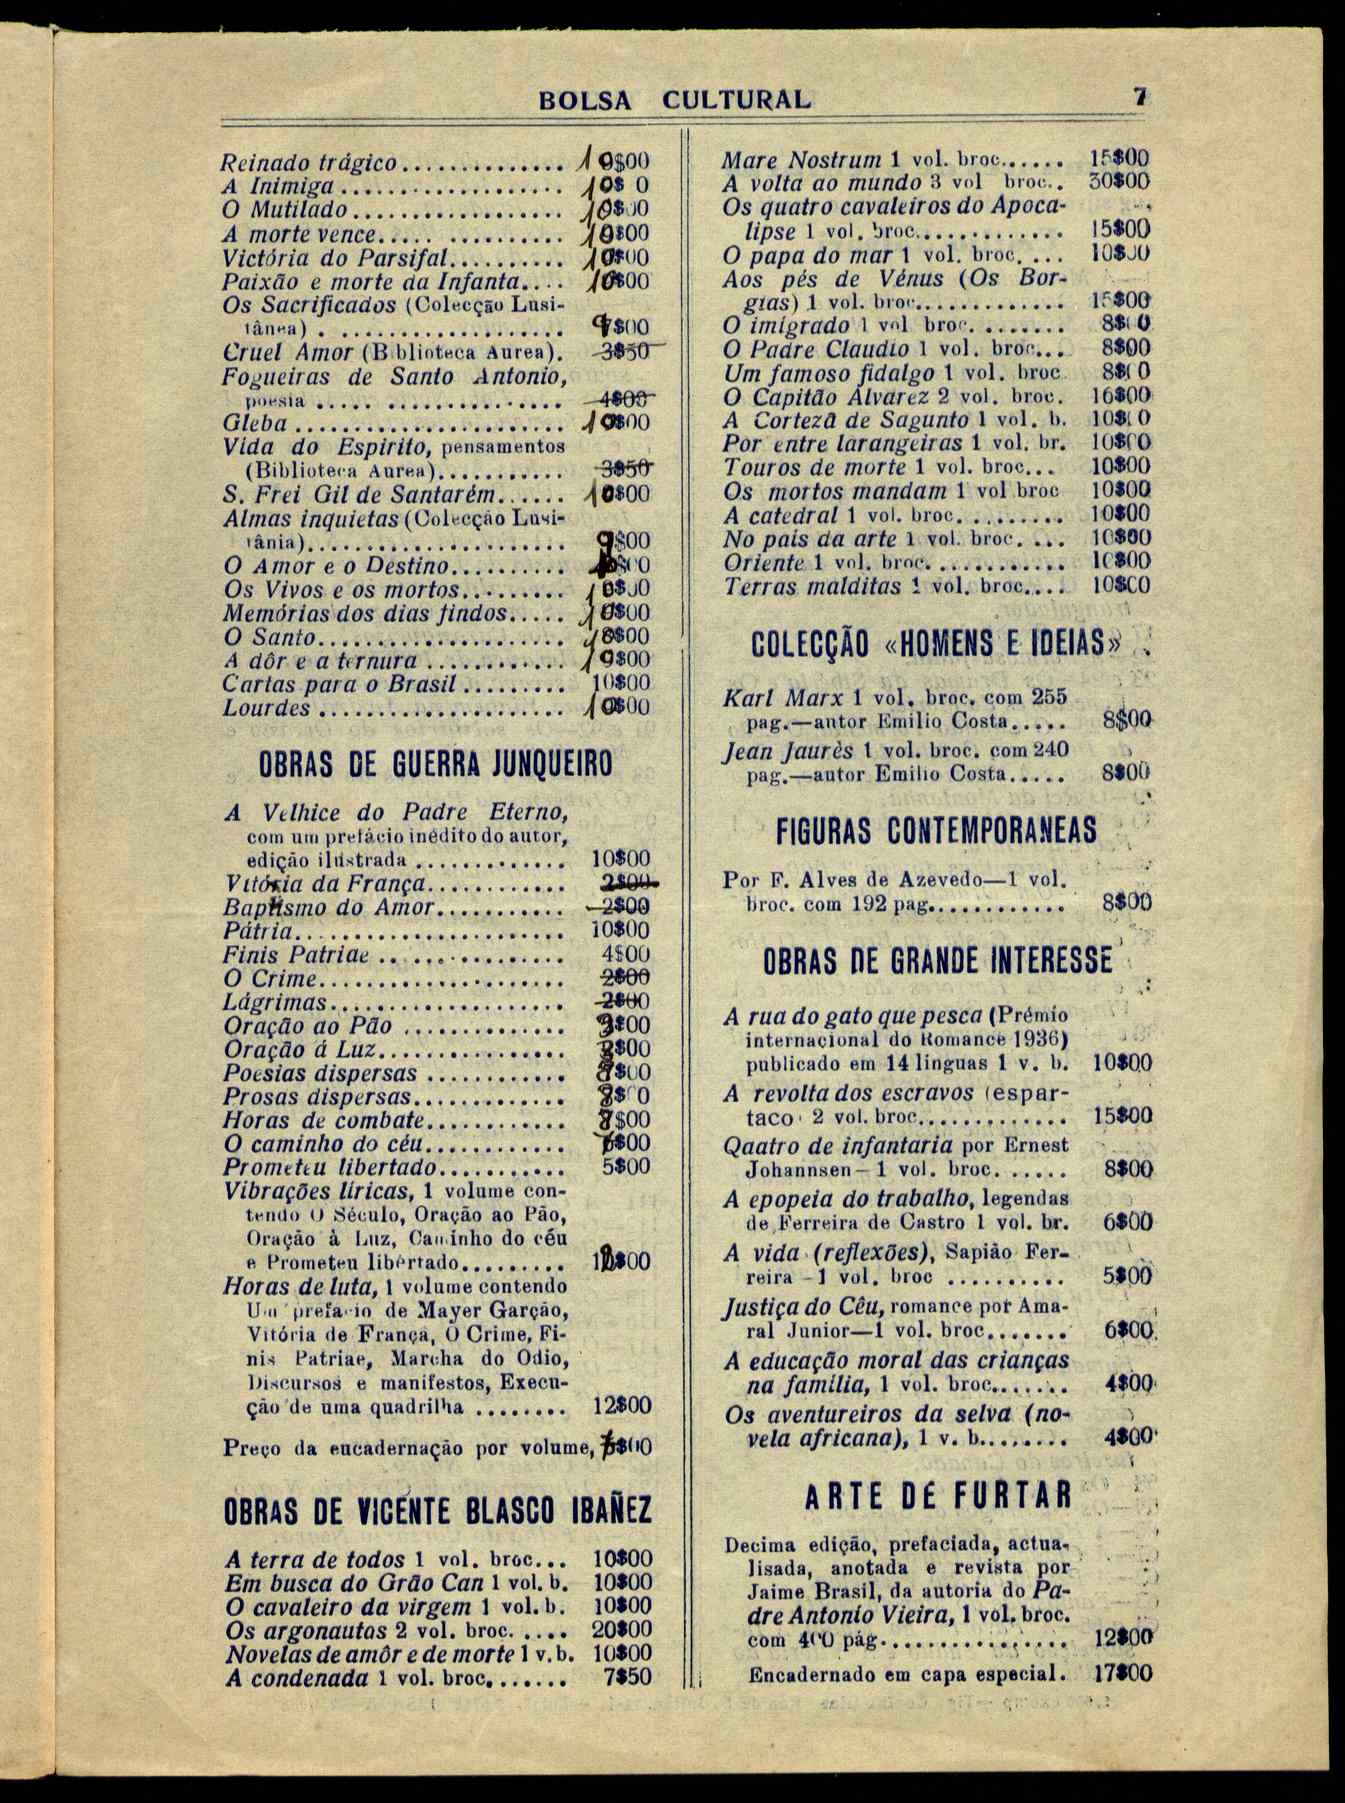 BOLSA CULTURAL 7
Reinado trágico .............. 10$00
A Inimiga .................... 10$ 0
O Mutilado .................. 10$00
A morte vence..... .......... 10$00
Victória do Parsifal.......... 10$00
Paixão e morte da Infanta.... 10$00
Os Sacrificados (Colecção Lusi-
tânea) . ................... 9$00
Cruel Amor (Biblioteca Aurea). 3$50
Fogueiras de Santo Antonio,
poesia ..... ............... 4$00
Gleba ....................... 10$00
Vida do Espirito, pensamentos
(Biblioteca Aurea)........... 3$50
S. Frei Gil de Santarém...... 10$00
Almas inquietas (Colecção Lusi-
tânia)...................... 9$00
O Amor e o Destino..........
Os Vivos e os mortos......... 10$00
Memórias dos dias findos..... 10$00
O Santo..................... 10$00
A dôr e a ternura ............ 10$00
Cartas para o Brasil ......... 10$00
Lourdes ..................... 10$00
OBRAS DE GUERRA JUNQUEIRO
A Velhice do Padre Eterno,
com um prefácio inédito do autor,
edição ilustrada ............. 10$00
Vitória da França............ 2$00
Baptismo do Amor........... 2$00
Pátria....................... 10$00
Finis Patriae ................ 4$00
O Crime..................... 2$00
Lágrimas.................... 2$00
Oração ao Pão .............. 3$00
Oração á Luz................ 3$00
Poesias dispersas ............ 8$00
Prosas dispersas............. 8$00
Horas de combate............ 8$00
O caminho do céu............
Prometeu libertado........... 5$00
Vibrações líricas, 1 volume con-
tendo O Século, Oração ao Pão,
Oração à Luz, Caminho do céu
e Prometeu libertado.........
Horas de luta, 1 volume contendo
Um prefacio de Mayer Garção,
Vitória de França, O Crime, Fi-
nis Patriae, Marcha do Odio,
Discursos e manifestos, Execu-
ção de uma quadrilha ........ 12$00
Preço da encadernação por volume,
OBRAS DE VICENTE BLASCO IBAÑEZ
A terra de todos 1 vol. broc... 10$00
Em busca do Grão Can 1 vol. b. 10$00
O cavaleiro da virgem 1 vol. b. 10$00
Os argonautas 2 vol. broc. .... 20$00
Novelas de amôr e de morte 1 v. b. 10$00
A condenada 1 vol. broc....... 7$50
Mare Nostrum 1 vol. broc...... 15$00
A volta ao mundo 3 vol broc.. 30$00
Os quatro cavaleiros do Apoca-
lipse 1 vol. broc............. 15$00
O papa do mar 1 vol. broc. ... 10$00
Aos pés de Vénus (Os Bor-
gias) 1 vol. broc............. 15$00
O imigrado 1 vol broc. ....... 8$00
O Padre Claudio 1 vol. broc... 8$00
Um famoso fidalgo 1 vol. broc. 8$00
O Capitão Alvarez 2 vol. broc. 16$00
A Cortezã de Sagunto 1 vol. b. 10$00
Por entre larangeiras 1 vol. br. 10$00
Touros de morte 1 vol. broc... 10$00
Os mortos mandam 1 vol broc 10$00
A catedral 1 vol. broc......... 10$00
No pais da arte 1 vol. broc. ... 10$00
Oriente 1 vol. broc............ 10$00
Terras malditas 1 vol. broc.... 10$00
COLECÇÃO «HOMENS E IDEIAS»
Karl Marx 1 vol. broc. com 255
pag.—autor Emilio Costa..... 8$00
Jean Jaurès 1 vol. broc. com 240
pag.—autor Emilio Costa..... 8$00
FIGURAS CONTEMPORANEAS
Por F. Alves de Azevedo—1 vol.
broc. com 192 pag............ 8$00
OBRAS DE GRANDE INTERESSE
A rua do gato que pesca (Prémio
internacional do Romance 1936)
publicado em 14 linguas 1 v. b. 10$00
A revolta dos escravos (espar-
taco) 2 vol. broc............. 15$00
Qaatro de infantaria por Ernest
Johannsen—1 vol. broc. ...... 8$00
A epopeia do trabalho, legendas
de Ferreira de Castro 1 vol. br. 6$00
A vida (reflexões), Sapião Fer-
reira —1 vol. broc .......... 5$00
Justiça do Cêu, romance por Ama-
ral Junior—1 vol. broc....... 6$00
A educação moral das crianças
na família, 1 vol. broc....... 4$00
Os aventureiros da selva (no-
vela africana), 1 v. b........ 4$00
ARTE DE FURTAR
Decima edição, prefaciada, actua-
lisada, anotada e revista por
Jaime Brasil, da autoria do Pa-
dre Antonio Vieira, 1 vol. broc.
com 400 pág................ 12$00
Encadernado em capa especial. 17$00